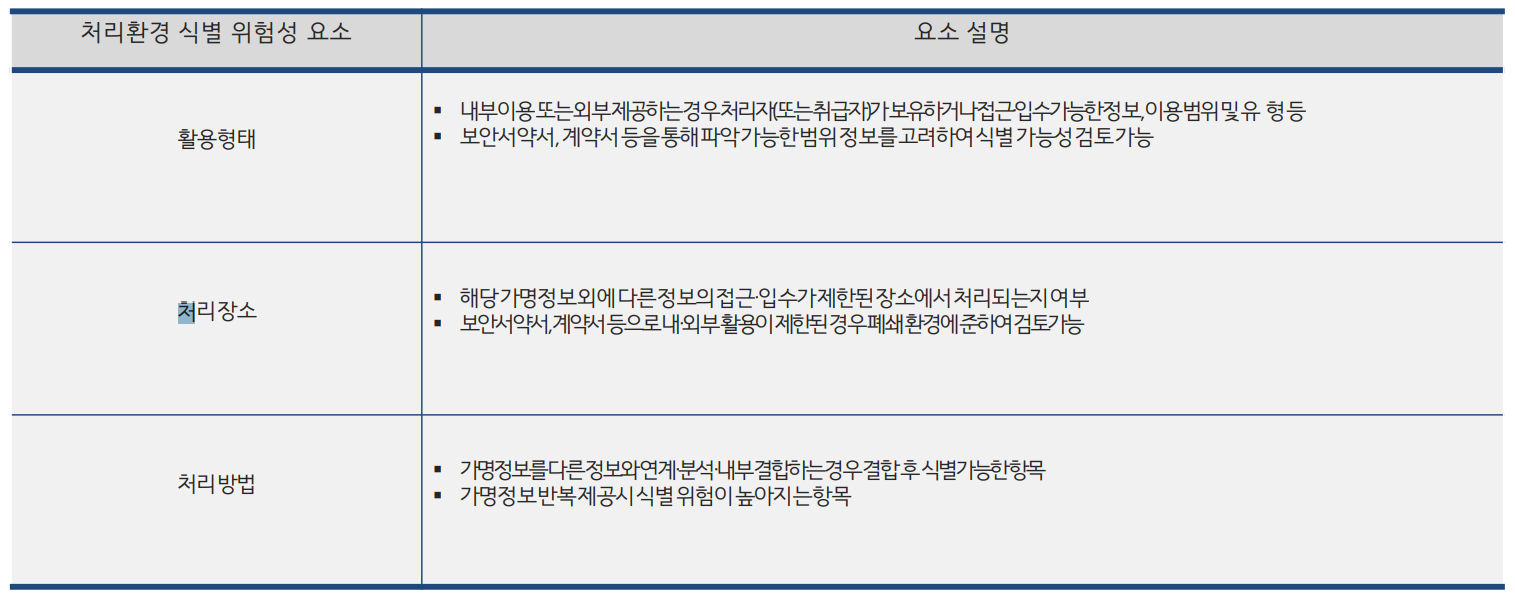 처리환경 식별 위험성 요소
요소 설명
활용형태
▪ 내부이용 또는 외부 제공하는 경우 처리자(또는 취급자)가 보유하거나 접근·입수 가능한 정보, 이용범위 및 유 형 등
▪ 보안서약서, 계약서 등을 통해 파악 가능한 범위 정보를 고려하여 식별 가능성 검토 가능
처리장소
▪ 해당 가명정보 외에 다른 정보의 접근·입수가 제한된 장소에서 처리되는지 여부
▪ 보안서약서, 계약서 등으로 내·외부 활용이 제한된 경우 폐쇄 환경에 준하여 검토 가능
처리방법
▪ 가명정보를 다른 정보와 연계·분석·내부 결합하는 경우 결합 후 식별 가능한 항목
▪ 가명정보 반복 제공 시 식별 위험이 높아지는 항목